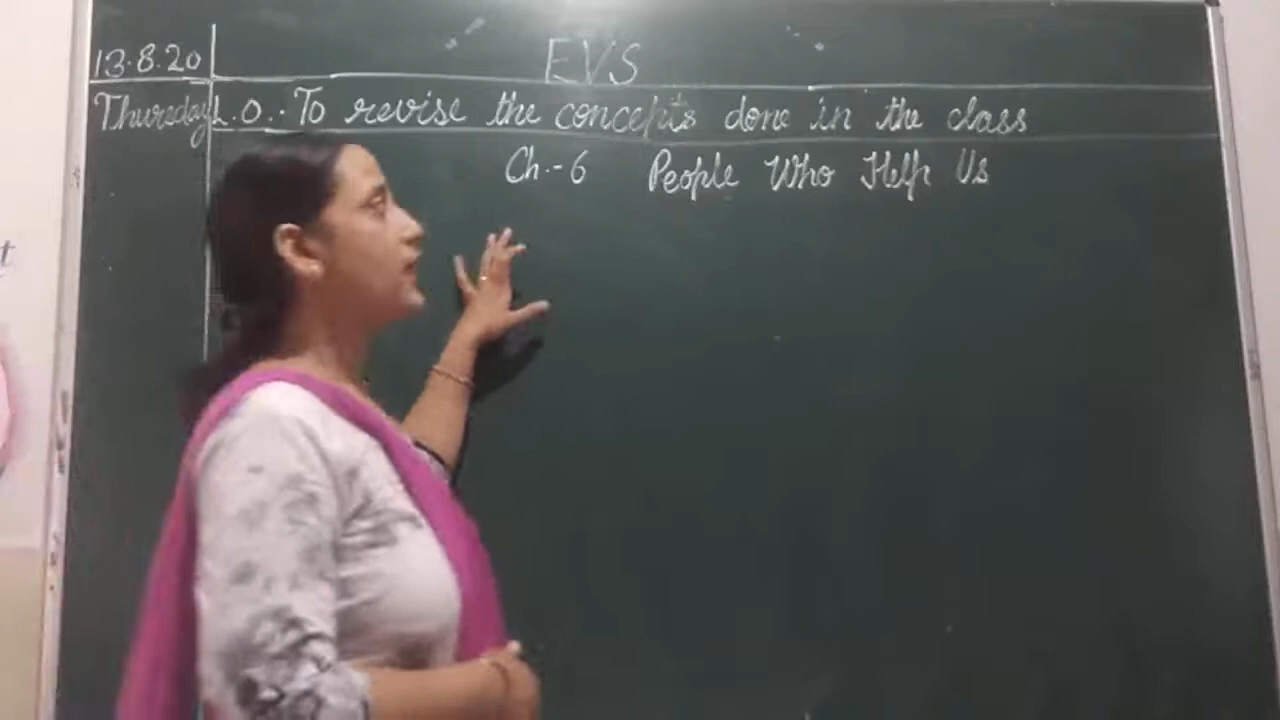 13.8.20 EVS
Thursday L.O.:To revise the concepts done in the class
Ch.-6 People Who Help Us
t